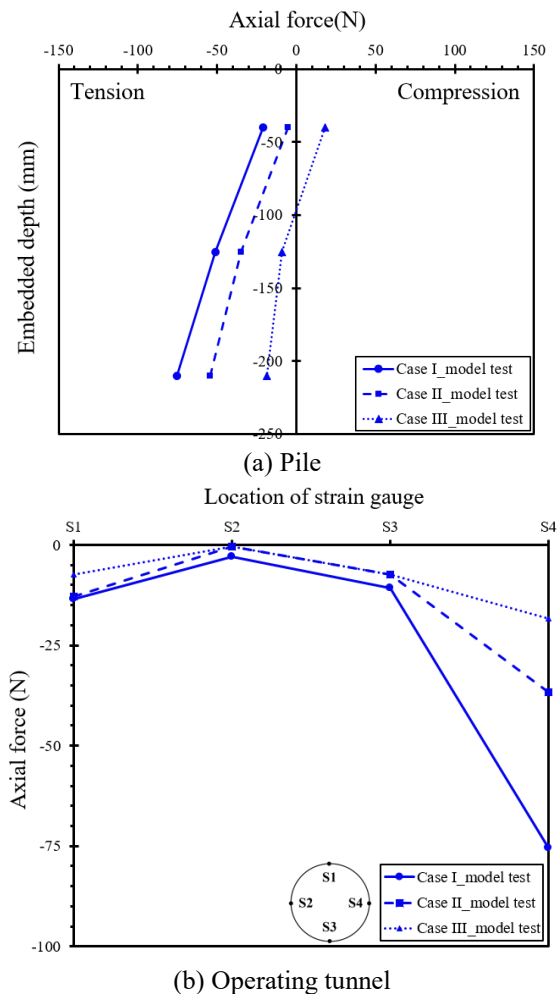 Axial force(N)
-150 -100 -50 0 50 100 150
0
Tension Compression
-50
-100
-150
-200
-250
Embedded depth (mm)
Case I_model test
Case II_model test
Case III_model test
(a) Pile
Location of strain gauge
S1 S2 S3 S4
0
-25
-50
-75
-100
Axial force (N)
S1
S2 S4
S3
Case I_model test
Case II_model test
Case III_model test
(b) Operating tunnel